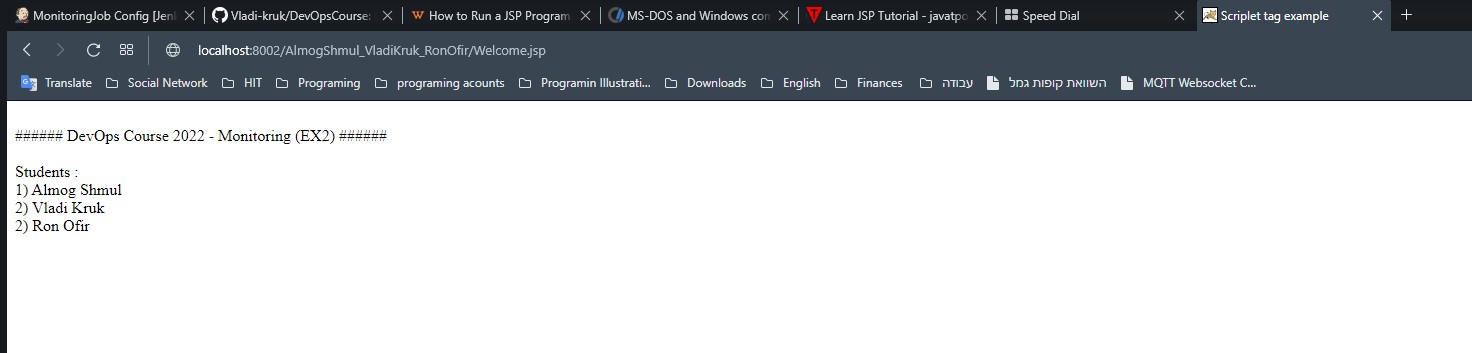 MonitoringJob Config [Jen
Vladi-kruk/DevOpsCourse:
How to Run a JSP Program
MS-DOS and Windows con
Learn JSP Tutorial - javatpo
Speed Dial
Scriplet tag example
localhost:8002/AlmogShmul_VladiKruk_RonOfir/Welcome.jsp
Translate
Social Network
HIT
Programing
programing acounts
Programin Illustrati...
Downloads
English
Finances
עבודה
השוואת קופות גמל
MQTT Websocket C...
###### DevOps Course 2022 - Monitoring (EX2) ######
Students :
1) Almog Shmul
2) Vladi Kruk
2) Ron Ofir